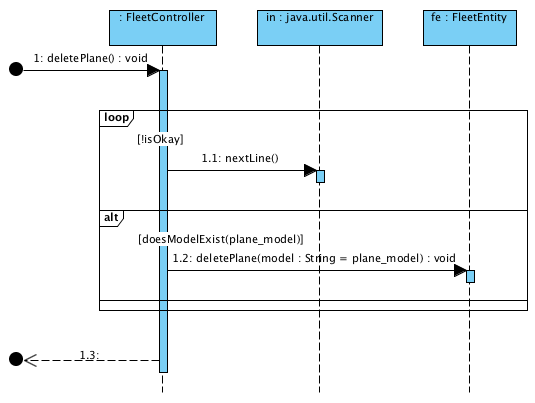 : FleetController
in : java.util.Scanner
fe : FleetEntity
1: deletePlane() : void
loop
[!isOkay]
1.1: nextLine()
alt
[doesModelExist(plane_model)]
1.2: deletePlane(model : String = plane_model) : void
1.3: